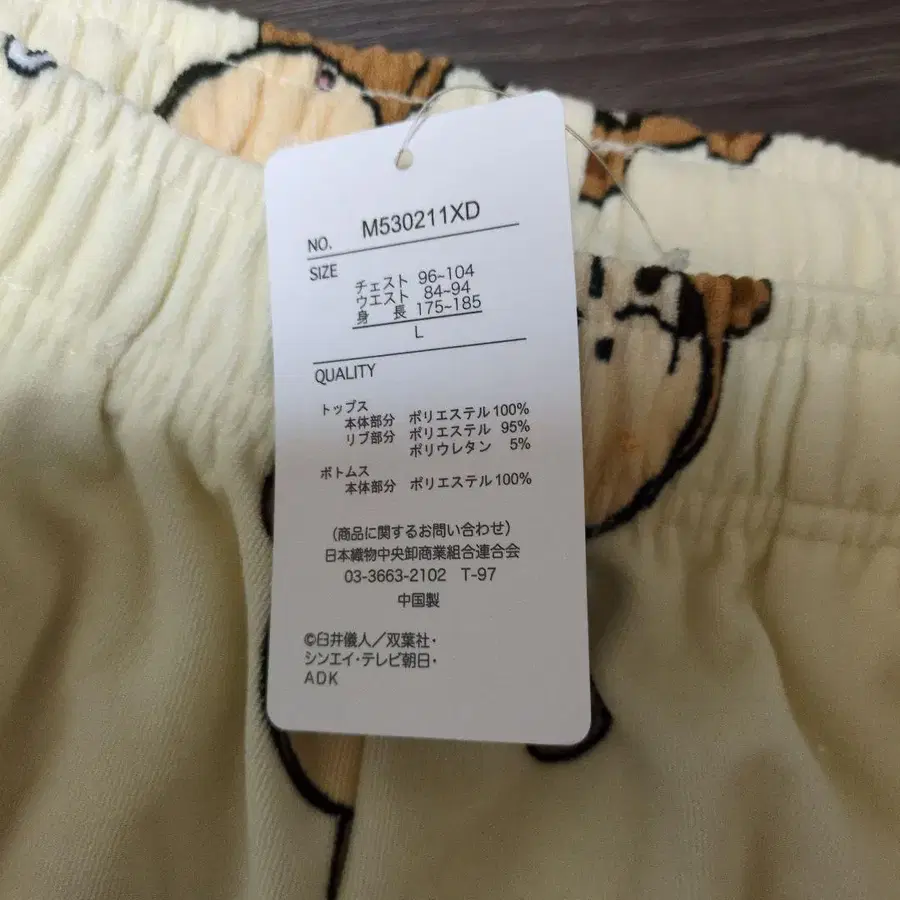 NO. M530211XD
SIZE
チェスト 96~104
ウエスト 84~94
身長 175~185
L
QUALITY
トップス
本体部分 ポリエステル100%
リブ部分 ポリエステル 95%
ポリウレタン 5%
ボトムス
本体部分 ポリエステル100%
(商品に関するお問い合わせ)
日本織物中央卸商業組合連合会
03-3663-2102 T-97
中国製
©臼井儀人/双葉社・
シンエイ・テレビ朝日・
ADK